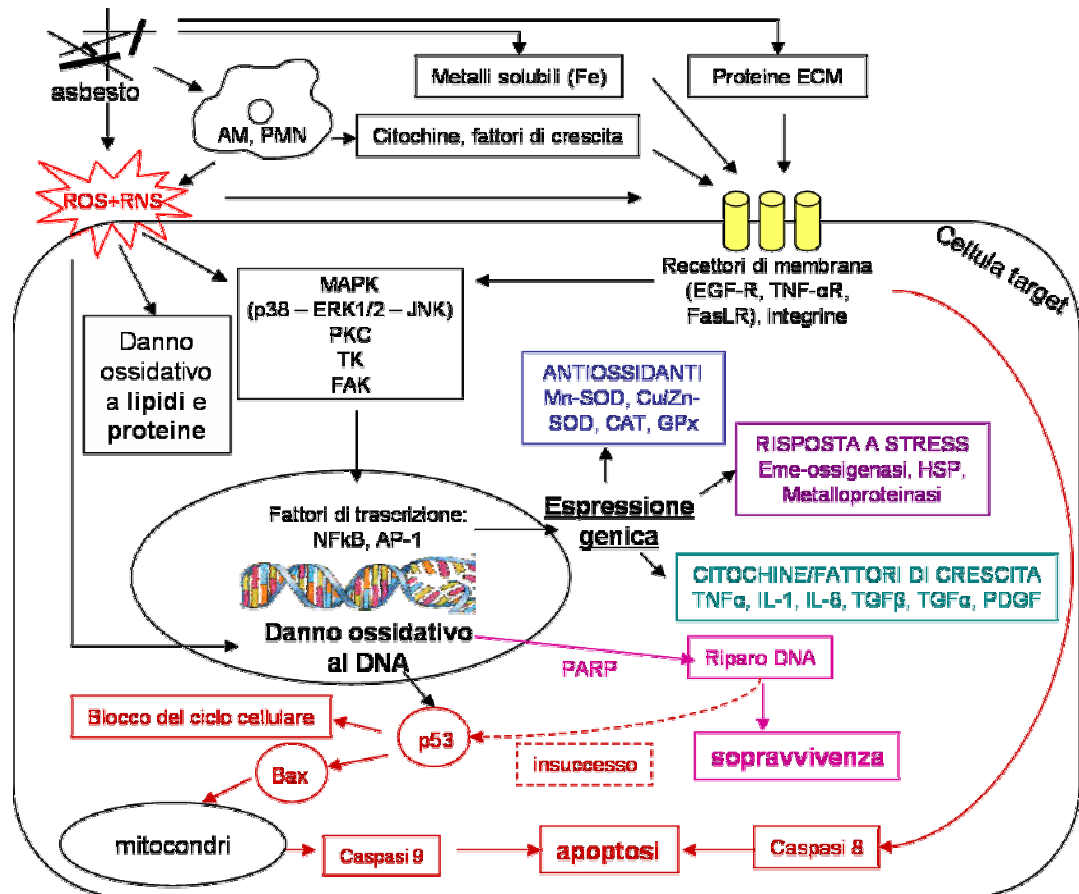 asbesto
Metalli solubili (Fe)
Proteine ECM
AM, PMN
Citochine, fattori di crescita
ROS+RNS
Cellula target
Recettori di membrana
(EGF-R, TNF-αR,
FasLR), integrine
MAPK
(p38 – ERK1/2 – JNK)
PKC
TK
FAK
Danno
ossidativo
a lipidi e
proteine
ANTIOSSIDANTI
Mn-SOD, Cu/Zn-
SOD, CAT, GPx
RISPOSTA A STRESS
Eme-ossigenasi, HSP,
Metalloproteinasi
Espressione
genica
Fattori di trascrizione:
NFkB, AP-1
CITOCHINE/FATTORI DI CRESCITA
TNFα, IL-1, IL-8, TGFβ, TGFα, PDGF
Danno ossidativo
al DNA
PARP
Riparo DNA
Blocco del ciclo cellulare
p53
insuccesso
sopravvivenza
Bax
mitocondri
Caspasi 9
apoptosi
Caspasi 8